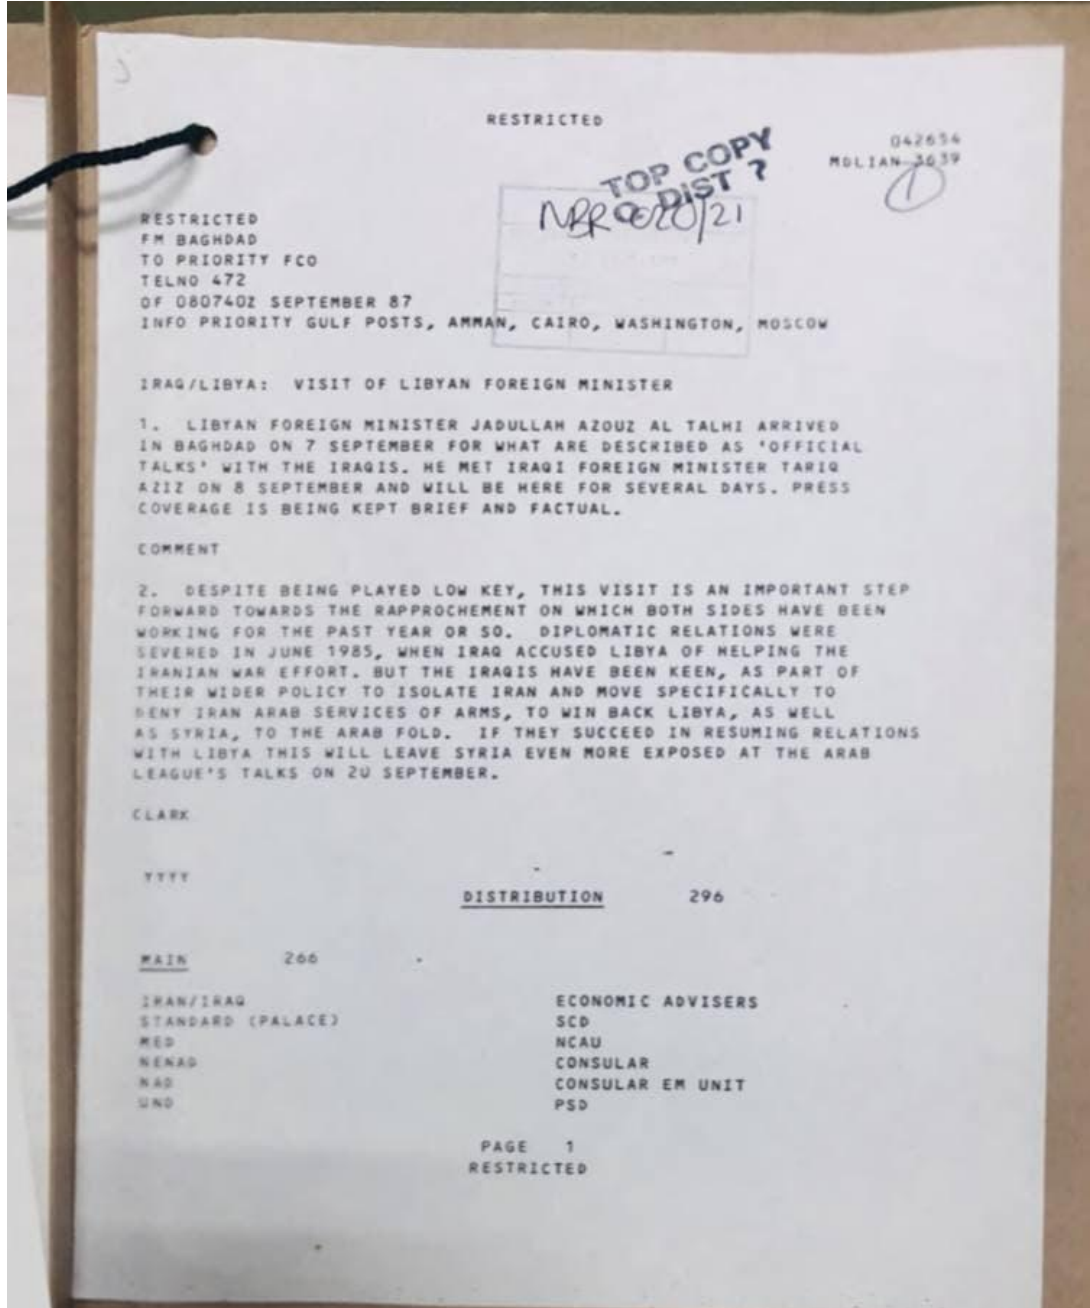 RESTRICTED
042654
MDLIAN 3639
1
TOP COPY
DIST ?
NBR 020/21
RESTRICTED
FM BAGHDAD
TO PRIORITY FCO
TELNO 472
OF 080740Z SEPTEMBER 87
INFO PRIORITY GULF POSTS, AMMAN, CAIRO, WASHINGTON, MOSCOW
IRAQ/LIBYA: VISIT OF LIBYAN FOREIGN MINISTER
1. LIBYAN FOREIGN MINISTER JADULLAH AZOUZ AL TALHI ARRIVED
IN BAGHDAD ON 7 SEPTEMBER FOR WHAT ARE DESCRIBED AS 'OFFICIAL
TALKS' WITH THE IRAQIS. HE MET IRAQI FOREIGN MINISTER TARIQ
AZIZ ON 8 SEPTEMBER AND WILL BE HERE FOR SEVERAL DAYS. PRESS
COVERAGE IS BEING KEPT BRIEF AND FACTUAL.
COMMENT
2. DESPITE BEING PLAYED LOW KEY, THIS VISIT IS AN IMPORTANT STEP
FORWARD TOWARDS THE RAPPROCHEMENT ON WHICH BOTH SIDES HAVE BEEN
WORKING FOR THE PAST YEAR OR SO. DIPLOMATIC RELATIONS WERE
SEVERED IN JUNE 1985, WHEN IRAQ ACCUSED LIBYA OF HELPING THE
IRANIAN WAR EFFORT. BUT THE IRAQIS HAVE BEEN KEEN, AS PART OF
THEIR WIDER POLICY TO ISOLATE IRAN AND MOVE SPECIFICALLY TO
DENY IRAN ARAB SERVICES OF ARMS, TO WIN BACK LIBYA, AS WELL
AS SYRIA, TO THE ARAB FOLD. IF THEY SUCCEED IN RESUMING RELATIONS
WITH LIBYA THIS WILL LEAVE SYRIA EVEN MORE EXPOSED AT THE ARAB
LEAGUE'S TALKS ON 20 SEPTEMBER.
CLARK
YYYY
DISTRIBUTION 296
MAIN 266
IRAN/IRAQ
STANDARD (PALACE)
MED
NENAD
NAD
UND
ECONOMIC ADVISERS
SCD
NCAU
CONSULAR
CONSULAR EM UNIT
PSD
PAGE 1
RESTRICTED